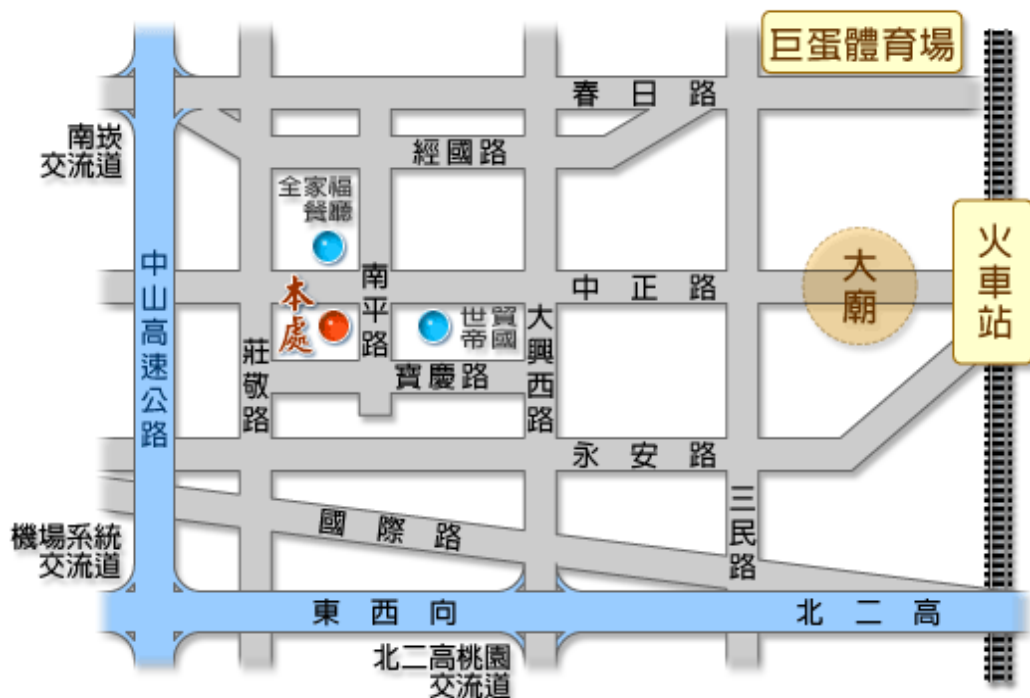 巨蛋體育場
春日路
南崁
交流道
經國路
全家福
餐廳
火車站
大廟
中山高速公路
南平路
中正路
本處
世貿
帝國
大興西路
莊敬路
寶慶路
永安路
三民路
國際路
機場系統
交流道
東西向
北二高
北二高桃園
交流道